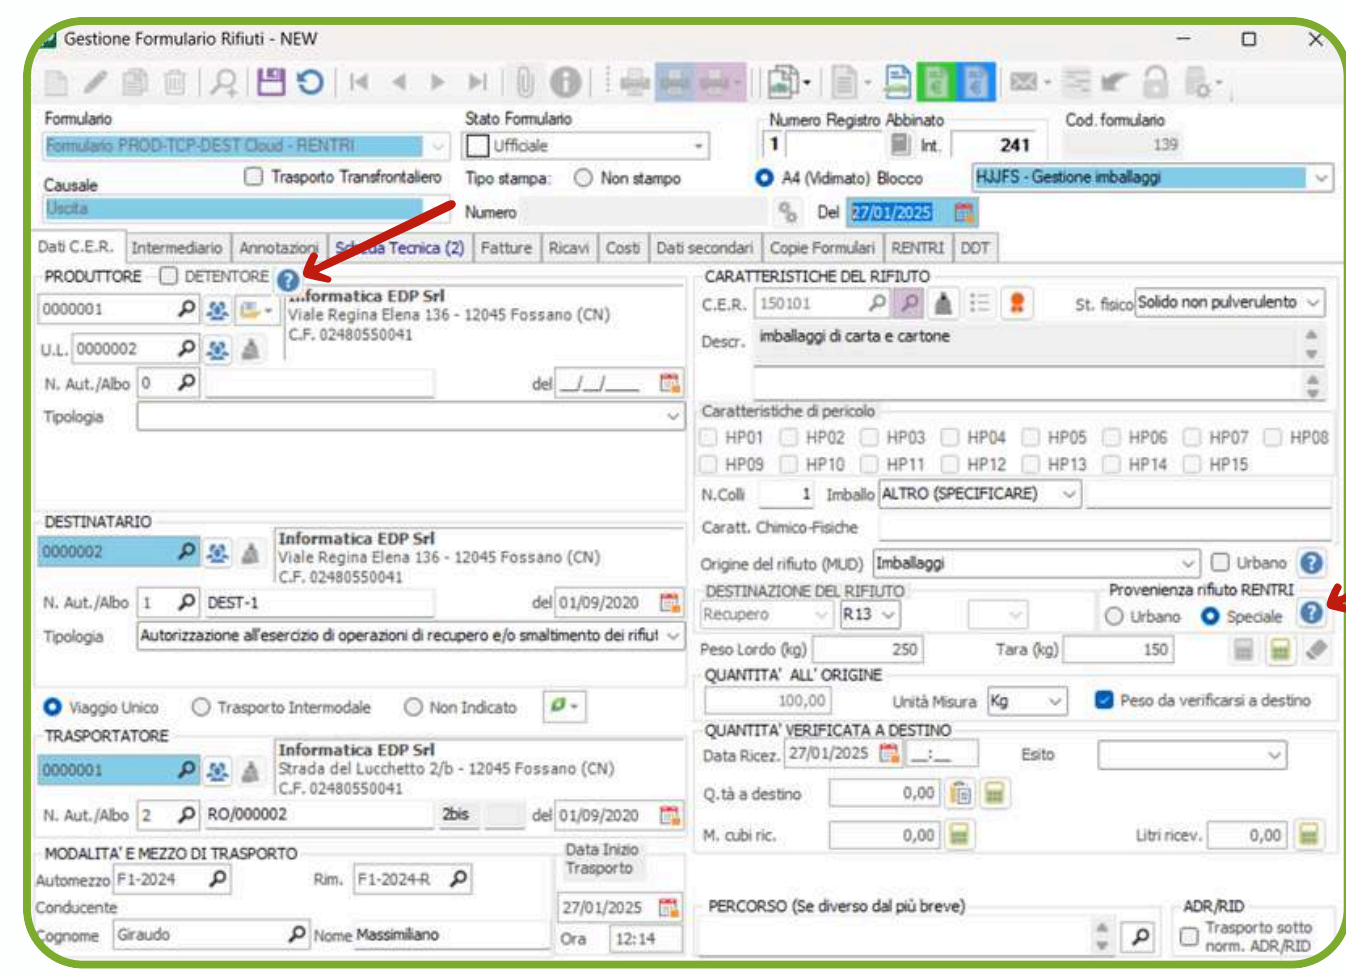 Gestione Formulario Rifiuti - NEW
Formulario Stato Formulario Numero Registro Abbinato Cod. formulario
Formulario PROD-TCP-DEST Cloud - RENTRI Ufficiale 1 Int. 241 139
Causale Trasporto Transfrontaliero Tipo stampa: Non stampo A4 (Vidimato) Blocco HJJFS - Gestione imballaggi
Uscita Numero Del 27/01/2025
Dati C.E.R. Intermediario Annotazioni Scheda Tecnica (2) Fatture Ricavi Costi Dati secondari Copie Formulari RENTRI DDT
PRODUTTORE DETENTORE
0000001 Informatica EDP Srl
Viale Regina Elena 136 - 12045 Fossano (CN)
C.F. 02480550041
U.L. 0000002
N. Aut./Albo 0 del __/__/____
Tipologia
DESTINATARIO
0000002 Informatica EDP Srl
Viale Regina Elena 136 - 12045 Fossano (CN)
C.F. 02480550041
N. Aut./Albo 1 DEST-1 del 01/09/2020
Tipologia Autorizzazione all'esercizio di operazioni di recupero e/o smaltimento dei rifiut
Viaggio Unico Trasporto Intermodale Non Indicato
TRASPORTATORE
0000001 Informatica EDP Srl
Strada del Lucchetto 2/b - 12045 Fossano (CN)
C.F. 02480550041
N. Aut./Albo 2 RO/000002 2bis del 01/09/2020
MODALITA' E MEZZO DI TRASPORTO
Automezzo F1-2024 Rim. F1-2024-R
Data Inizio
Trasporto
Conducente 27/01/2025
Cognome Giraudo Nome Massimiliano Ora 12:14
CARATTERISTICHE DEL RIFIUTO
C.E.R. 150101 St. fisico Solido non pulverulento
Descr. imballaggi di carta e cartone
Caratteristiche di pericolo
HP01 HP02 HP03 HP04 HP05 HP06 HP07 HP08
HP09 HP10 HP11 HP12 HP13 HP14 HP15
N.Colli 1 Imballo ALTRO (SPECIFICARE)
Caratt. Chimico-Fisiche
Origine del rifiuto (MUD) Imballaggi Urbano
DESTINAZIONE DEL RIFIUTO Provenienza rifiuto RENTRI
Recupero R13 Urbano Speciale
Peso Lordo (kg) 250 Tara (kg) 150
QUANTITA' ALL' ORIGINE
100,00 Unità Misura Kg Peso da verificarsi a destino
QUANTITA' VERIFICATA A DESTINO
Data Ricez. 27/01/2025 __:__ Esito
Q.tà a destino 0,00
M. cubi ric. 0,00 Litri ricev. 0,00
PERCORSO (Se diverso dal più breve) ADR/RID
Trasporto sotto
norm. ADR/RID